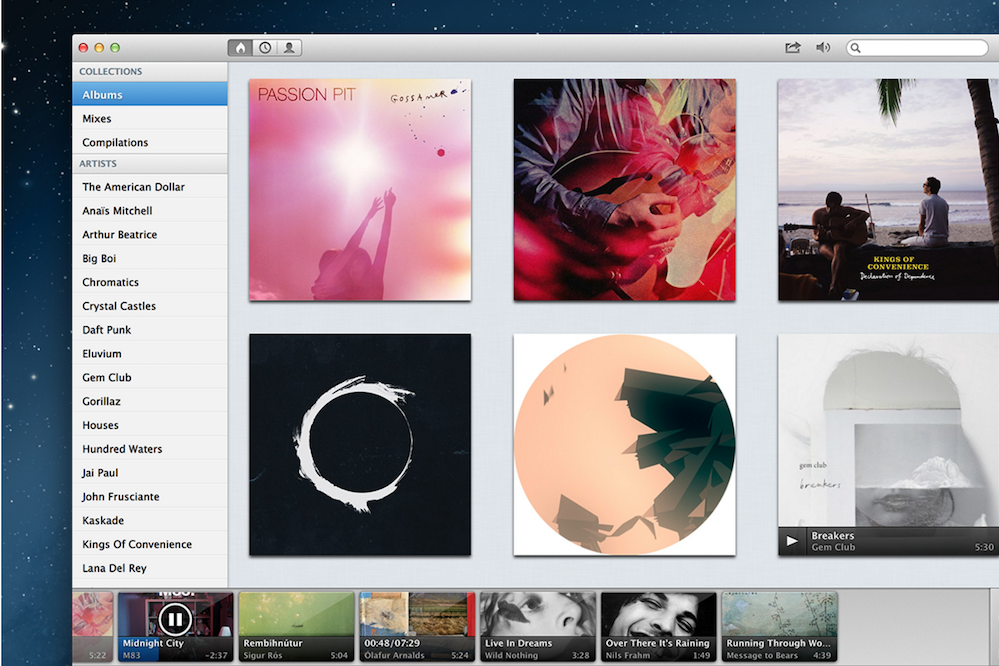 COLLECTIONS
Albums
Mixes
Compilations
ARTISTS
The American Dollar
Anaïs Mitchell
Arthur Beatrice
Big Boi
Chromatics
Crystal Castles
Daft Punk
Eluvium
Gem Club
Gorillaz
Houses
Hundred Waters
Jai Paul
John Frusciante
Kaskade
Kings Of Convenience
Lana Del Rey
PASSION PIT
GOSSAMER
KINGS OF
CONVENIENCE
Declaration of Dependence
gem club
breakers
Breakers
Gem Club
5:30
5:22
M83.
Midnight City
M83
-2:37
Rembihnútur
Sigur Rós
5:04
00:48/07:29
Ólafur Arnalds
5:24
Live In Dreams
Wild Nothing
3:28
Over There It's Raining
Nils Frahm
1:49
Running Through Wo...
Message to Bears
4:39